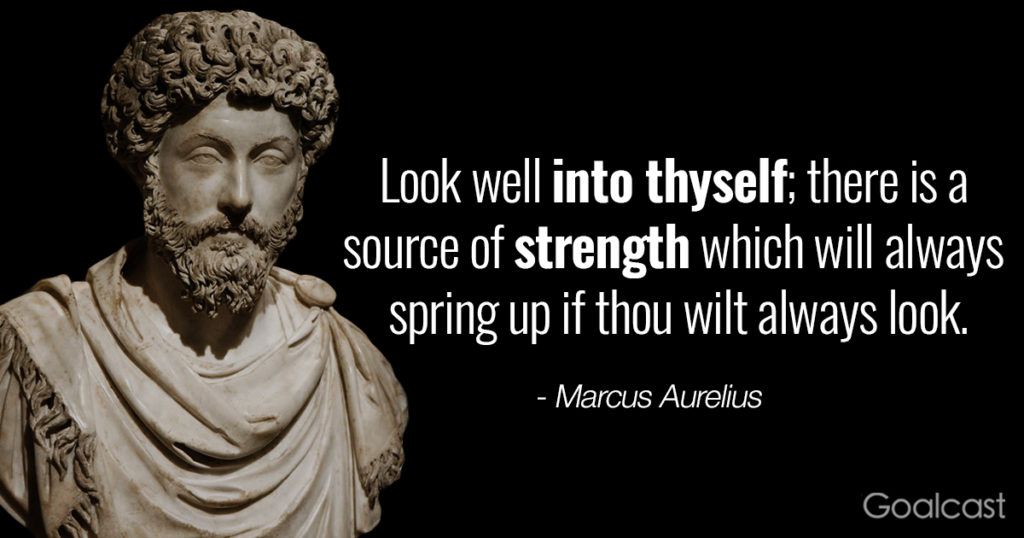 Look well into thyself; there is a
source of strength which will always
spring up if thou wilt always look.
- Marcus Aurelius
Goalcast